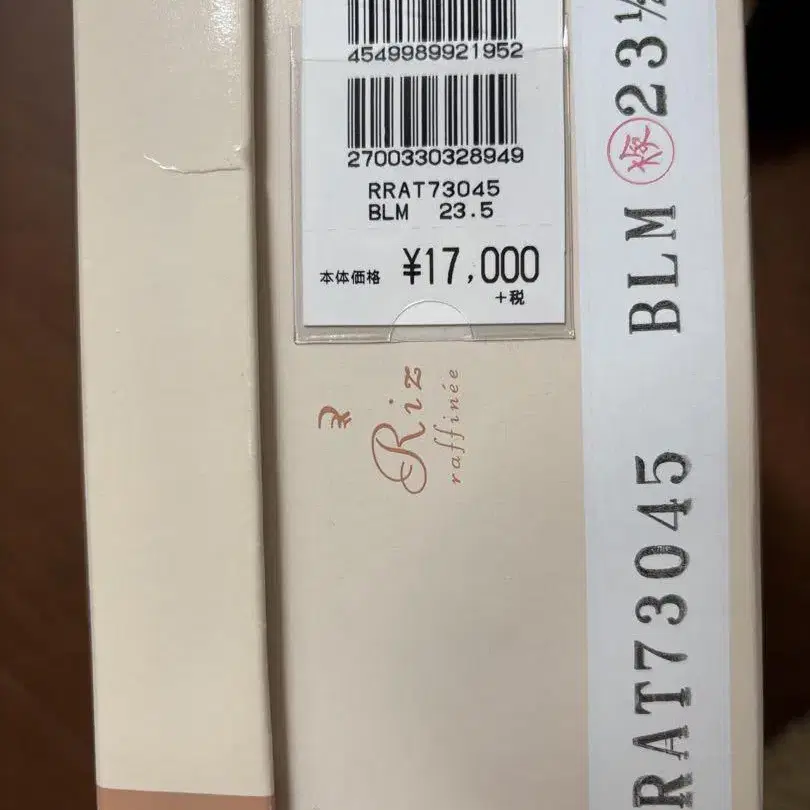 4549989921952
2700330328949
RRAT73045
BLM 23.5
本体価格 ¥17,000
+税
Riz
raffinée
RRAT73045 BLM 23½